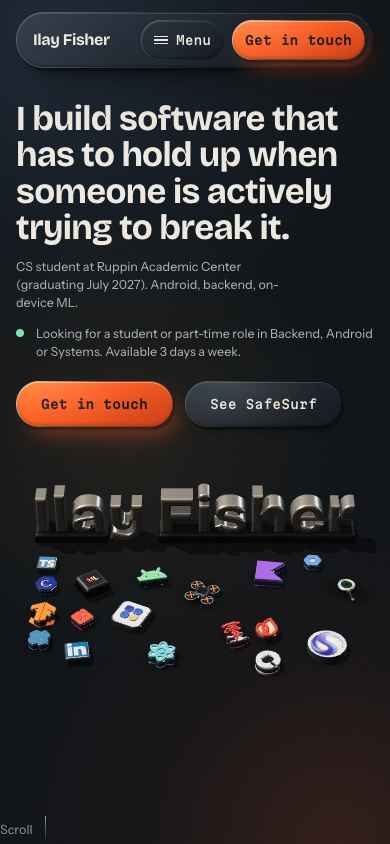 Ilay Fisher
Menu
Get in touch
I build software that
has to hold up when
someone is actively
trying to break it.
CS student at Ruppin Academic Center
(graduating July 2027). Android, backend, on-
device ML.
Looking for a student or part-time role in Backend, Android
or Systems. Available 3 days a week.
Get in touch
See SafeSurf
Ilay Fisher
TS
C
ML
in
S
Scroll